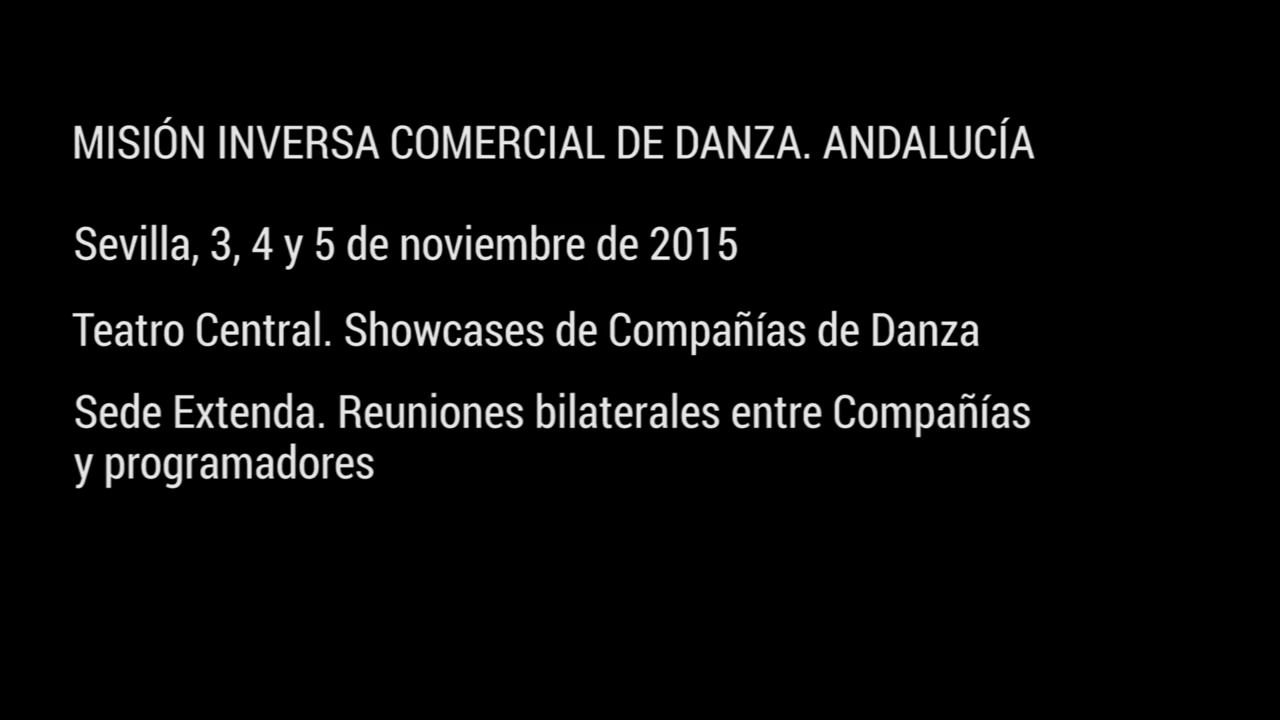 MISIÓN INVERSA COMERCIAL DE DANZA. ANDALUCÍA
Sevilla, 3, 4 y 5 de noviembre de 2015
Teatro Central. Showcases de Compañías de Danza
Sede Extenda. Reuniones bilaterales entre Compañías
y programadores